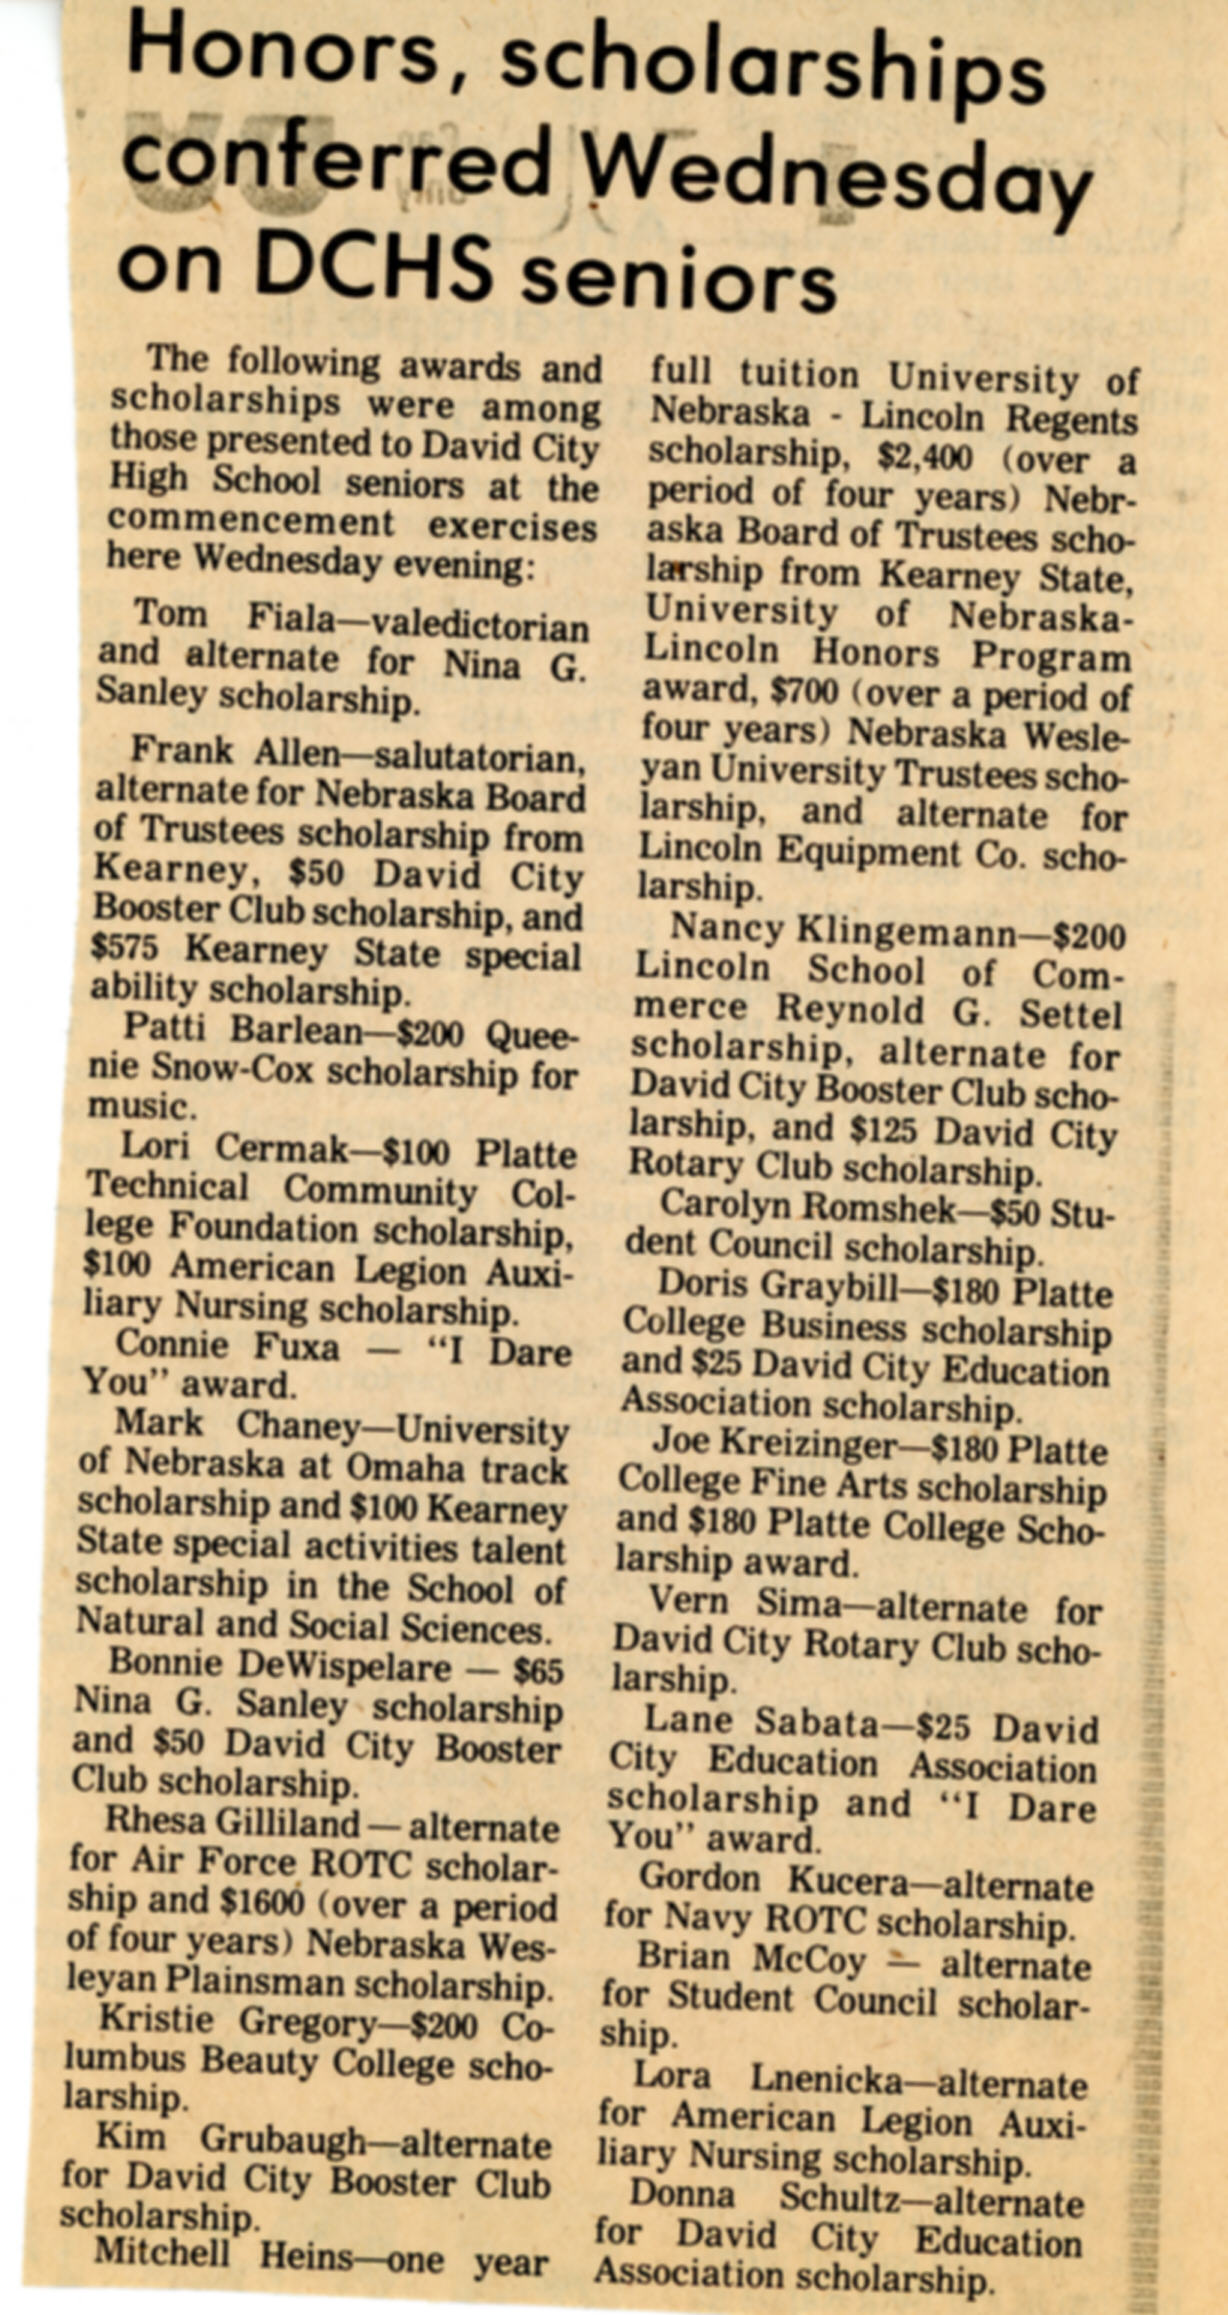 Honors, scholarships
conferred Wednesday
on DCHS seniors
The following awards and
scholarships were among
those presented to David City
High School seniors at the
commencement exercises
here Wednesday evening:
Tom Fiala—valedictorian
and alternate for Nina G.
Sanley scholarship.
Frank Allen—salutatorian,
alternate for Nebraska Board
of Trustees scholarship from
Kearney, $50 David City
Booster Club scholarship, and
$575 Kearney State special
ability scholarship.
Patti Barlean—$200 Quee-
nie Snow-Cox scholarship for
music.
Lori Cermak—$100 Platte
Technical Community Col-
lege Foundation scholarship,
$100 American Legion Auxi-
liary Nursing scholarship.
Connie Fuxa — “I Dare
You” award.
Mark Chaney—University
of Nebraska at Omaha track
scholarship and $100 Kearney
State special activities talent
scholarship in the School of
Natural and Social Sciences.
Bonnie DeWispelare — $65
Nina G. Sanley scholarship
and $50 David City Booster
Club scholarship.
Rhesa Gilliland — alternate
for Air Force ROTC scholar-
ship and $1600 (over a period
of four years) Nebraska Wes-
leyan Plainsman scholarship.
Kristie Gregory—$200 Co-
lumbus Beauty College scho-
larship.
Kim Grubaugh—alternate
for David City Booster Club
scholarship.
Mitchell Heins—one year
full tuition University of
Nebraska - Lincoln Regents
scholarship, $2,400 (over a
period of four years) Nebr-
aska Board of Trustees scho-
larship from Kearney State,
University of Nebraska-
Lincoln Honors Program
award, $700 (over a period of
four years) Nebraska Wesle-
yan University Trustees scho-
larship, and alternate for
Lincoln Equipment Co. scho-
larship.
Nancy Klingemann—$200
Lincoln School of Com-
merce Reynold G. Settel
scholarship, alternate for
David City Booster Club scho-
larship, and $125 David City
Rotary Club scholarship.
Carolyn Romshek—$50 Stu-
dent Council scholarship.
Doris Graybill—$180 Platte
College Business scholarship
and $25 David City Education
Association scholarship.
Joe Kreizinger—$180 Platte
College Fine Arts scholarship
and $180 Platte College Scho-
larship award.
Vern Sima—alternate for
David City Rotary Club scho-
larship.
Lane Sabata—$25 David
City Education Association
scholarship and “I Dare
You” award.
Gordon Kucera—alternate
for Navy ROTC scholarship.
Brian McCoy — alternate
for Student Council scholar-
ship.
Lora Lnenicka—alternate
for American Legion Auxi-
liary Nursing scholarship.
Donna Schultz—alternate
for David City Education
Association scholarship.